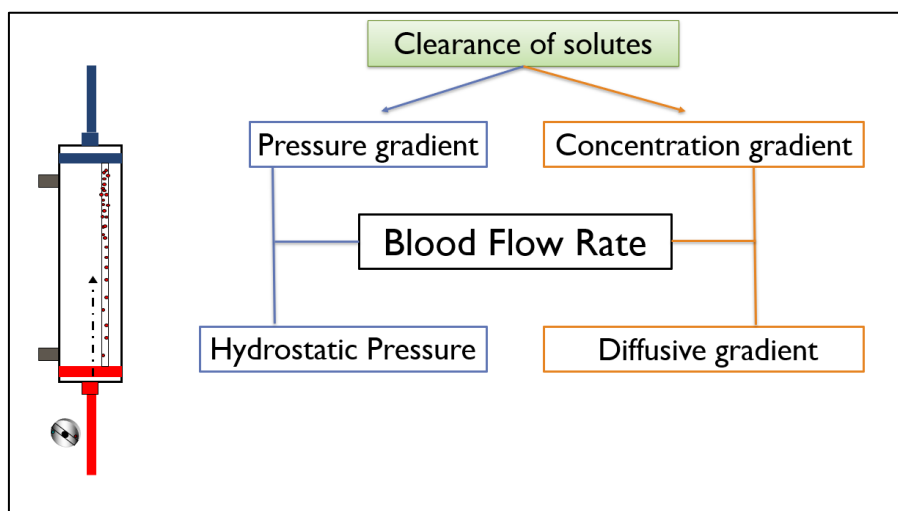 Clearance of solutes
Pressure gradient
Concentration gradient
Blood Flow Rate
Hydrostatic Pressure
Diffusive gradient